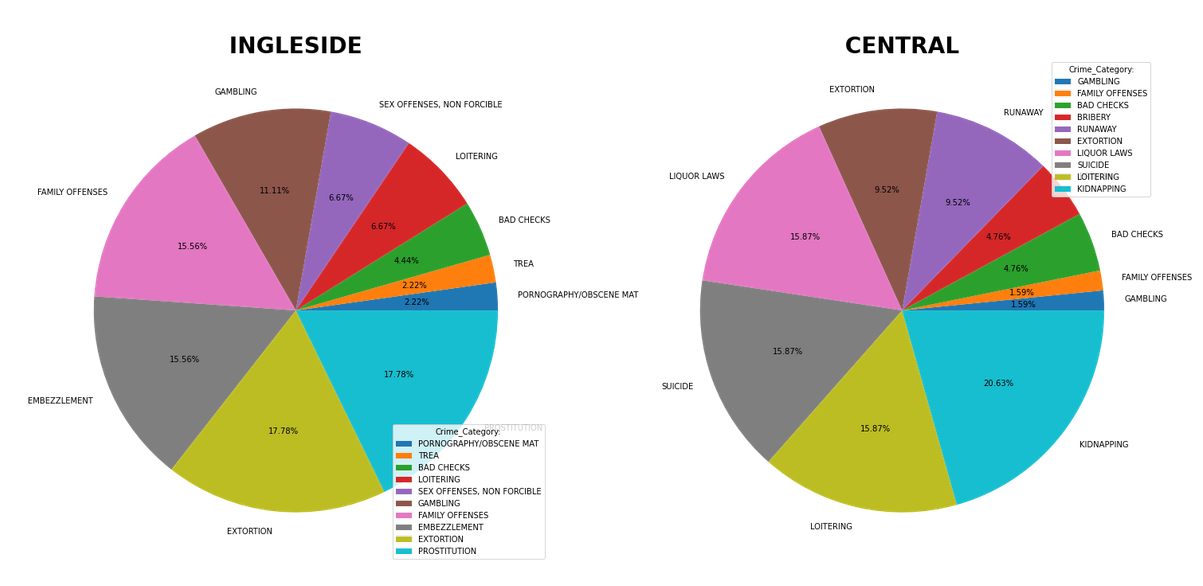 INGLESIDE
GAMBLING
SEX OFFENSES, NON FORCIBLE
LOITERING
FAMILY OFFENSES
BAD CHECKS
TREA
PORNOGRAPHY/OBSCENE MAT
EMBEZZLEMENT
EXTORTION
PROSTITUTION
11.11%
6.67%
6.67%
15.56%
4.44%
2.22%
2.22%
15.56%
17.78%
17.78%
Crime_Category:
PORNOGRAPHY/OBSCENE MAT
TREA
BAD CHECKS
LOITERING
SEX OFFENSES, NON FORCIBLE
GAMBLING
FAMILY OFFENSES
EMBEZZLEMENT
EXTORTION
PROSTITUTION
CENTRAL
EXTORTION
RUNAWAY
LIQUOR LAWS
BAD CHECKS
FAMILY OFFENSES
GAMBLING
SUICIDE
KIDNAPPING
LOITERING
9.52%
9.52%
15.87%
4.76%
4.76%
1.59%
1.59%
15.87%
20.63%
15.87%
Crime_Category:
GAMBLING
FAMILY OFFENSES
BAD CHECKS
BRIBERY
RUNAWAY
EXTORTION
LIQUOR LAWS
SUICIDE
LOITERING
KIDNAPPING